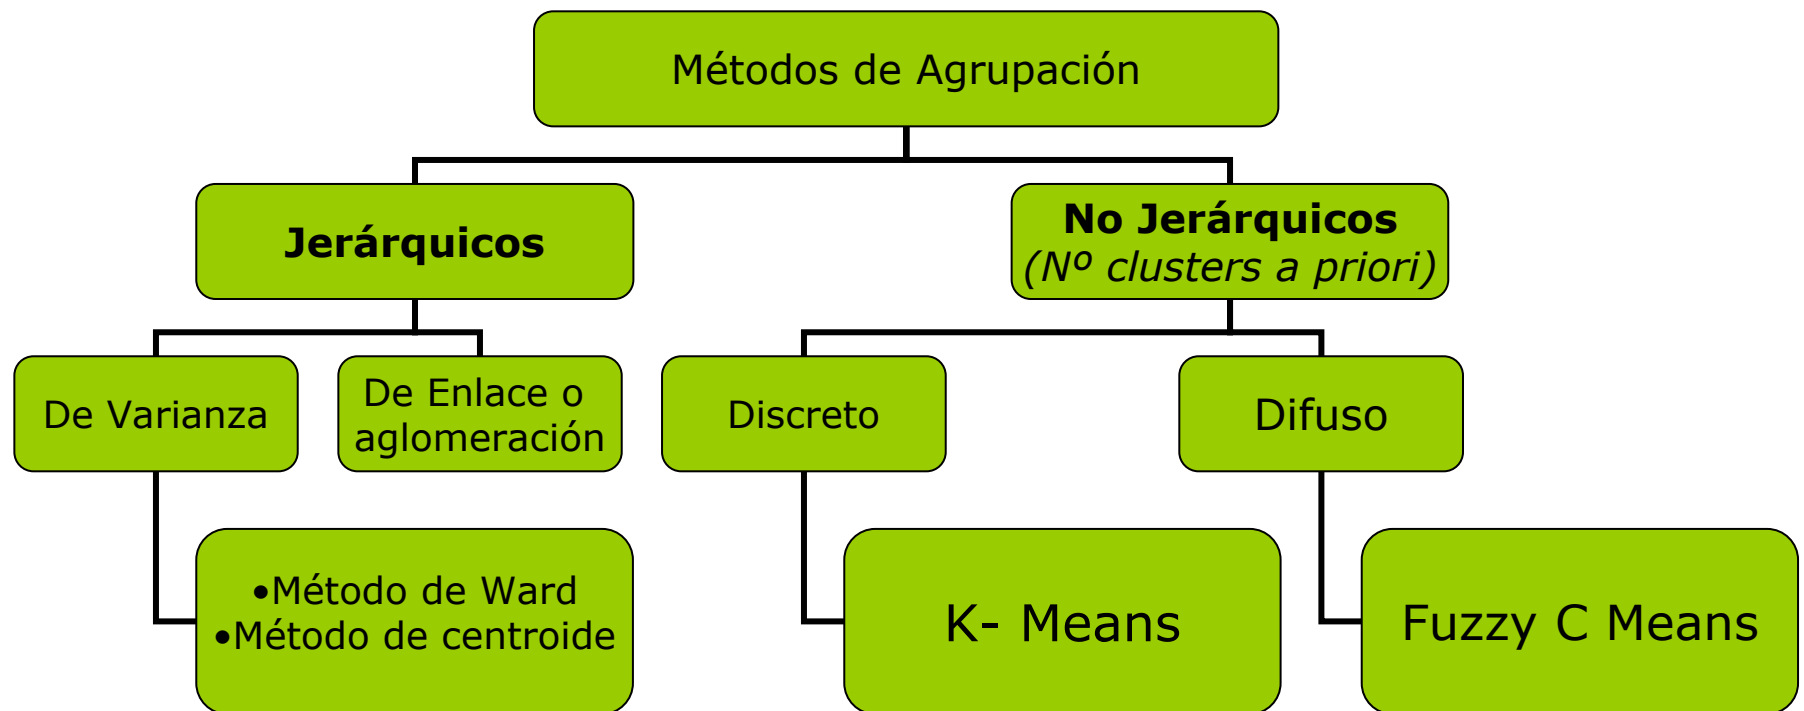 Métodos de Agrupación
Jerárquicos
No Jerárquicos
(Nº clusters a priori)
De Varianza
De Enlace o
aglomeración
Discreto
Difuso
•Método de Ward
•Método de centroide
K- Means
Fuzzy C Means